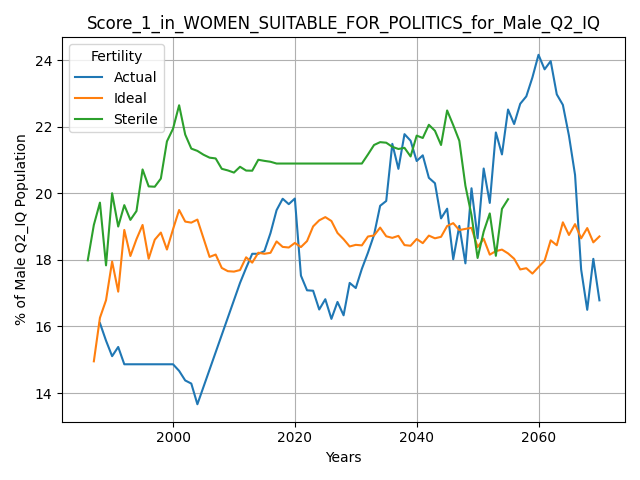 Score_1_in_WOMEN_SUITABLE_FOR_POLITICS_for_Male_Q2_IQ
Fertility
Actual
Ideal
Sterile
% of Male Q2_IQ Population
24
22
20
18
16
14
2000
2020
2040
2060
Years